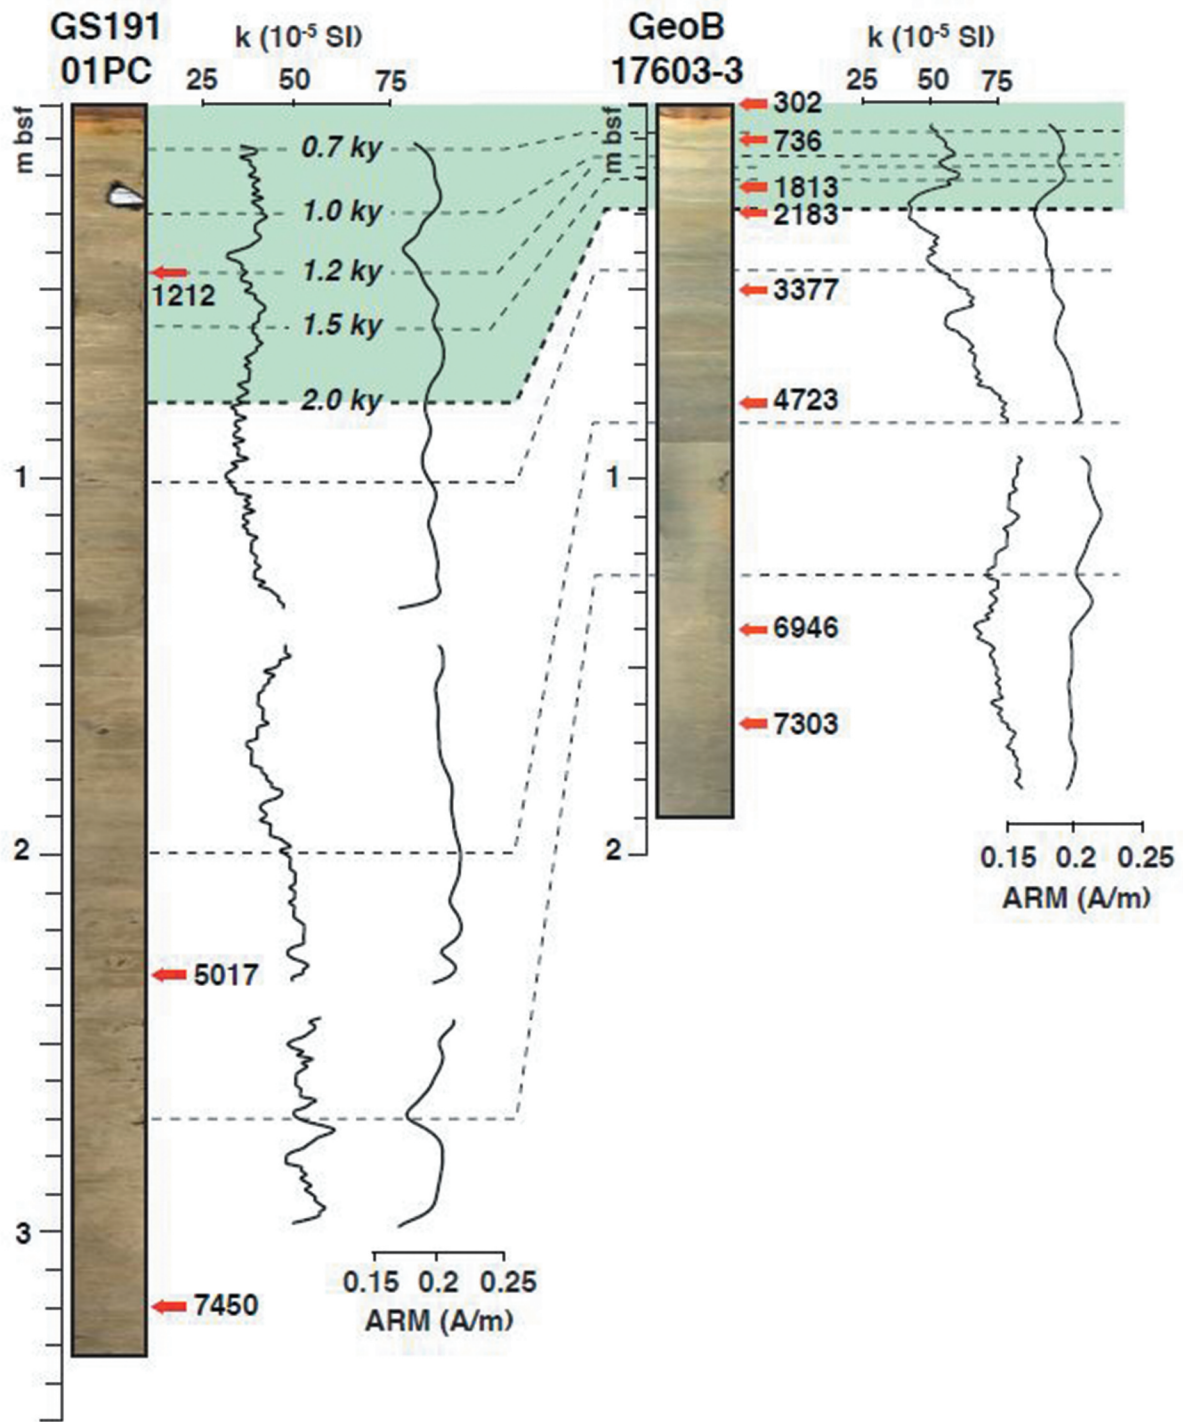 GS191
01PC
k (10-5 SI)
25 50 75
m bsf
0.7 ky
1.0 ky
1.2 ky
1212
1.5 ky
2.0 ky
1
2
5017
3
7450
0.15 0.2 0.25
ARM (A/m)
GeoB
17603-3
k (10-5 SI)
25 50 75
m bsf
302
736
1813
2183
3377
4723
1
6946
7303
2
0.15 0.2 0.25
ARM (A/m)